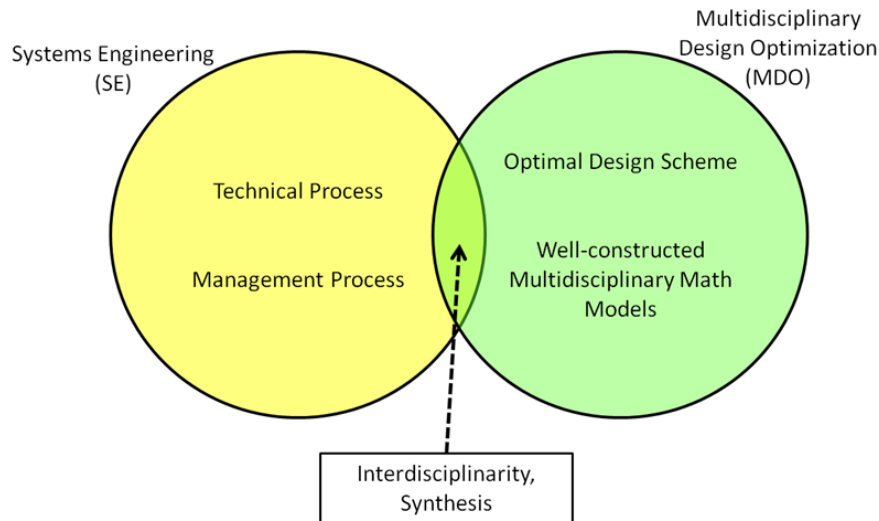 Systems Engineering
(SE)
Multidisciplinary
Design Optimization
(MDO)
Technical Process
Management Process
Optimal Design Scheme
Well-constructed
Multidisciplinary Math
Models
Interdisciplinarity,
Synthesis